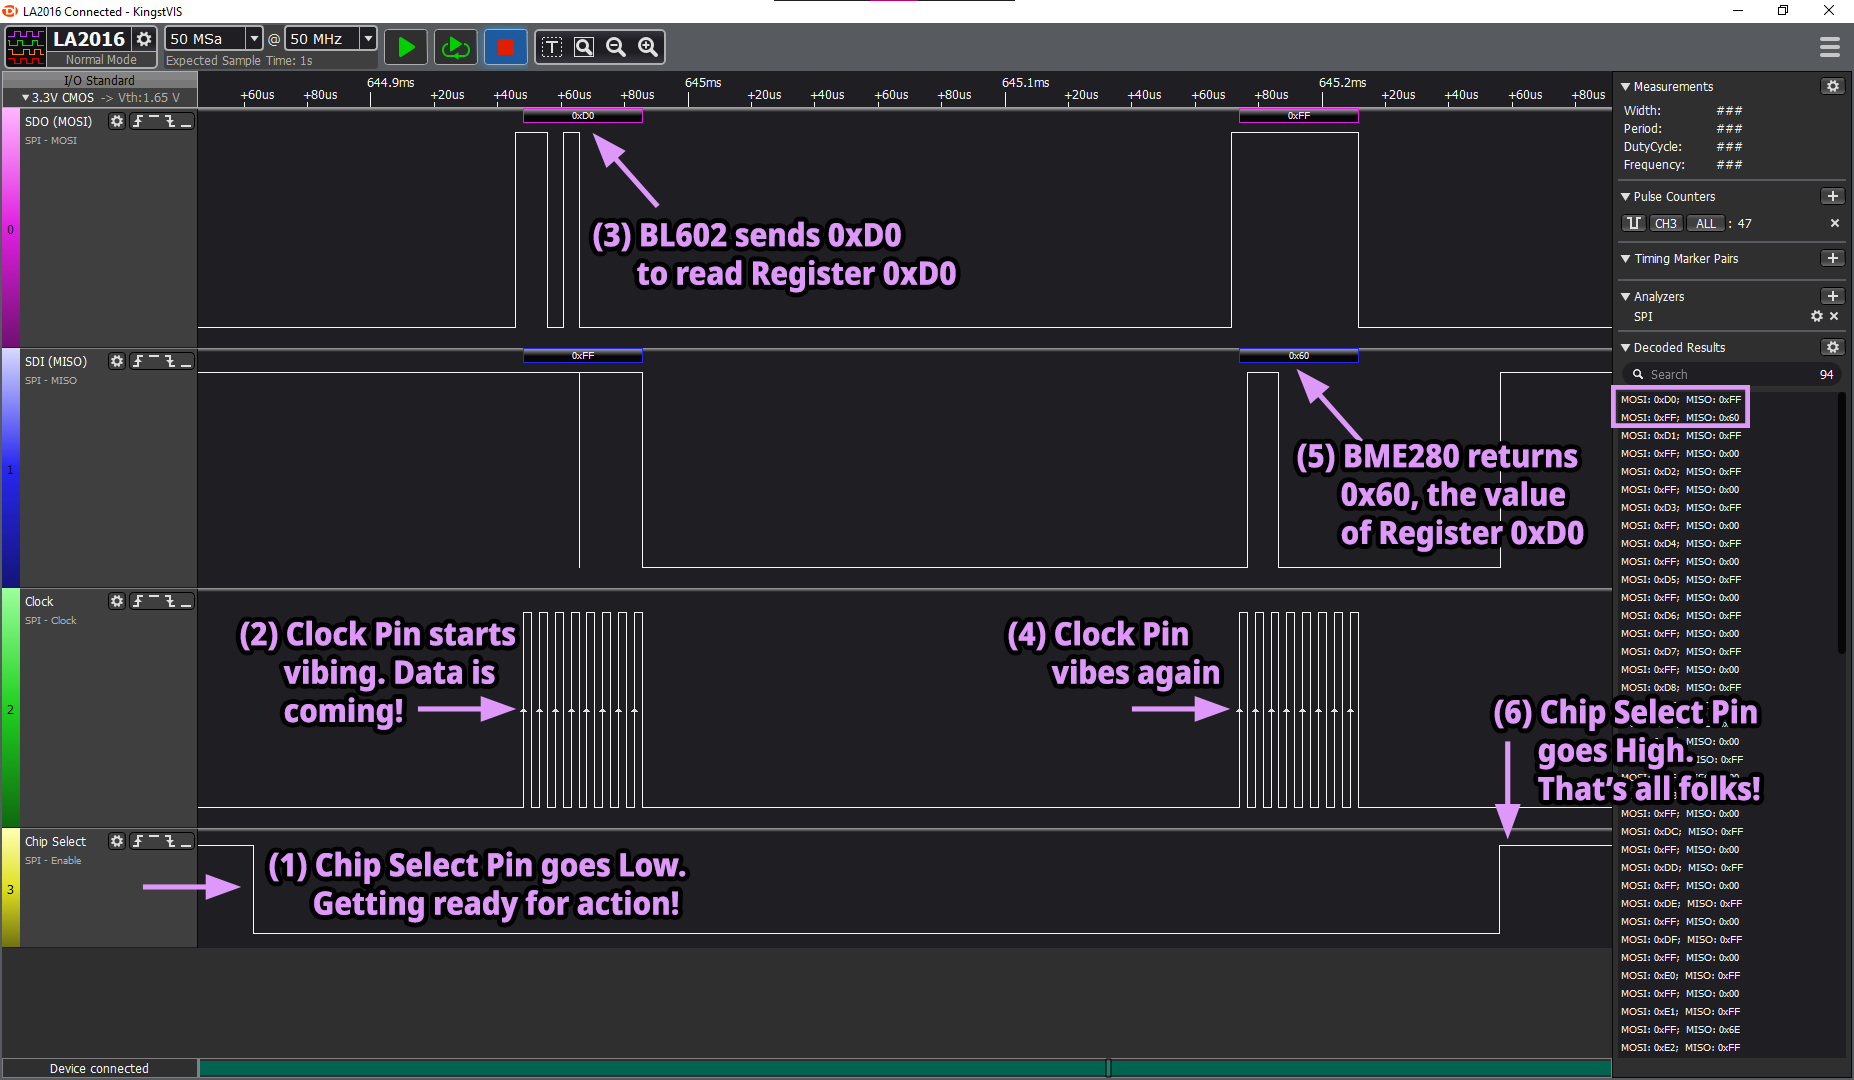 LA2016 Connected - KingstVIS
LA2016
50 MSa
@
50 MHz
Normal Mode
Expected Sample Time: 1s
T
I/O Standard
3.3V CMOS -> Vth:1.65 V
644.9ms
645ms
645.1ms
645.2ms
+60us
+80us
+20us
+40us
+60us
+80us
+20us
+40us
+60us
+80us
+20us
+40us
+60us
+80us
+20us
+40us
+60us
+80us
SDO (MOSI)
SPI - MOSI
0
0xD0
0xFF
(3) BL602 sends 0xD0
to read Register 0xD0
SDI (MISO)
SPI - MISO
1
0xFF
0x60
(5) BME280 returns
0x60, the value
of Register 0xD0
Clock
SPI - Clock
2
(2) Clock Pin starts
vibing. Data is
coming!
(4) Clock Pin
vibes again
(6) Chip Select Pin
goes High.
That's all folks!
Chip Select
SPI - Enable
3
(1) Chip Select Pin goes Low.
Getting ready for action!
Device connected
Measurements
Width: ###
Period: ###
DutyCycle: ###
Frequency: ###
Pulse Counters
CH3 ALL : 47
Timing Marker Pairs
Analyzers
SPI
Decoded Results
Search 94
MOSI: 0xD0; MISO: 0xFF
MOSI: 0xFF; MISO: 0x60
MOSI: 0xD1; MISO: 0xFF
MOSI: 0xFF; MISO: 0x00
MOSI: 0xD2; MISO: 0xFF
MOSI: 0xFF; MISO: 0x00
MOSI: 0xD3; MISO: 0xFF
MOSI: 0xFF; MISO: 0x00
MOSI: 0xD4; MISO: 0xFF
MOSI: 0xFF; MISO: 0x00
MOSI: 0xD5; MISO: 0xFF
MOSI: 0xFF; MISO: 0x00
MOSI: 0xD6; MISO: 0xFF
MOSI: 0xFF; MISO: 0x00
MOSI: 0xD7; MISO: 0xFF
MOSI: 0xFF; MISO: 0x00
MOSI: 0xD8; MISO: 0xFF
MISO: 0x00
MISO: 0xFF
MOSI: 0xFF; MISO: 0x00
MOSI: 0xDC; MISO: 0xFF
MOSI: 0xFF; MISO: 0x00
MOSI: 0xDD; MISO: 0xFF
MOSI: 0xFF; MISO: 0x00
MOSI: 0xDE; MISO: 0xFF
MOSI: 0xFF; MISO: 0x00
MOSI: 0xDF; MISO: 0xFF
MOSI: 0xFF; MISO: 0x00
MOSI: 0xE0; MISO: 0xFF
MOSI: 0xFF; MISO: 0x00
MOSI: 0xE1; MISO: 0xFF
MOSI: 0xFF; MISO: 0x6E
MOSI: 0xE2; MISO: 0xFF